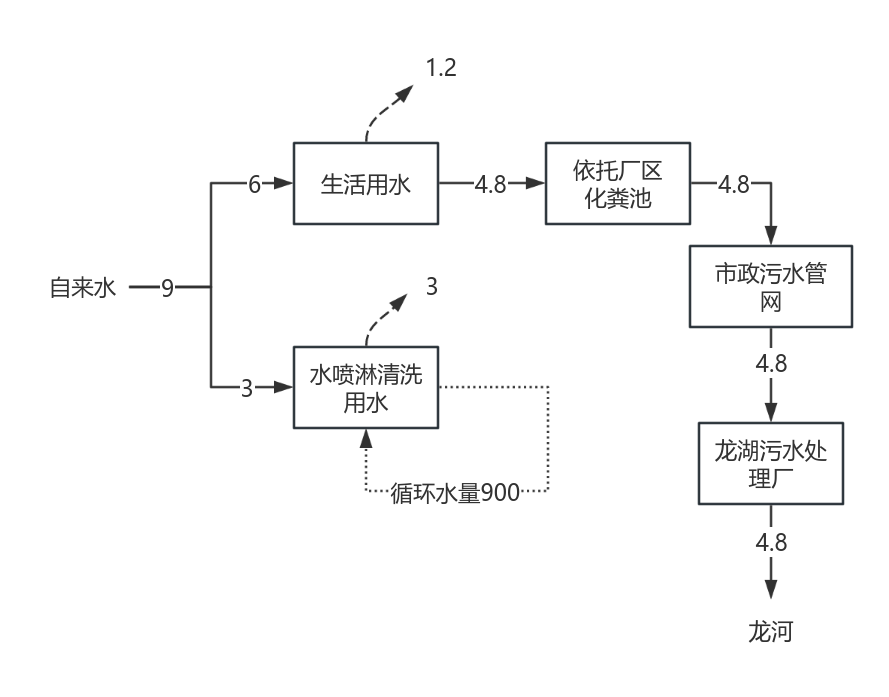 1.2
6
生活用水
4.8
依托厂区
化粪池
4.8
自来水
9
市政污水管
网
3
3
水喷淋清洗
用水
循环水量900
4.8
龙湖污水处
理厂
4.8
龙河